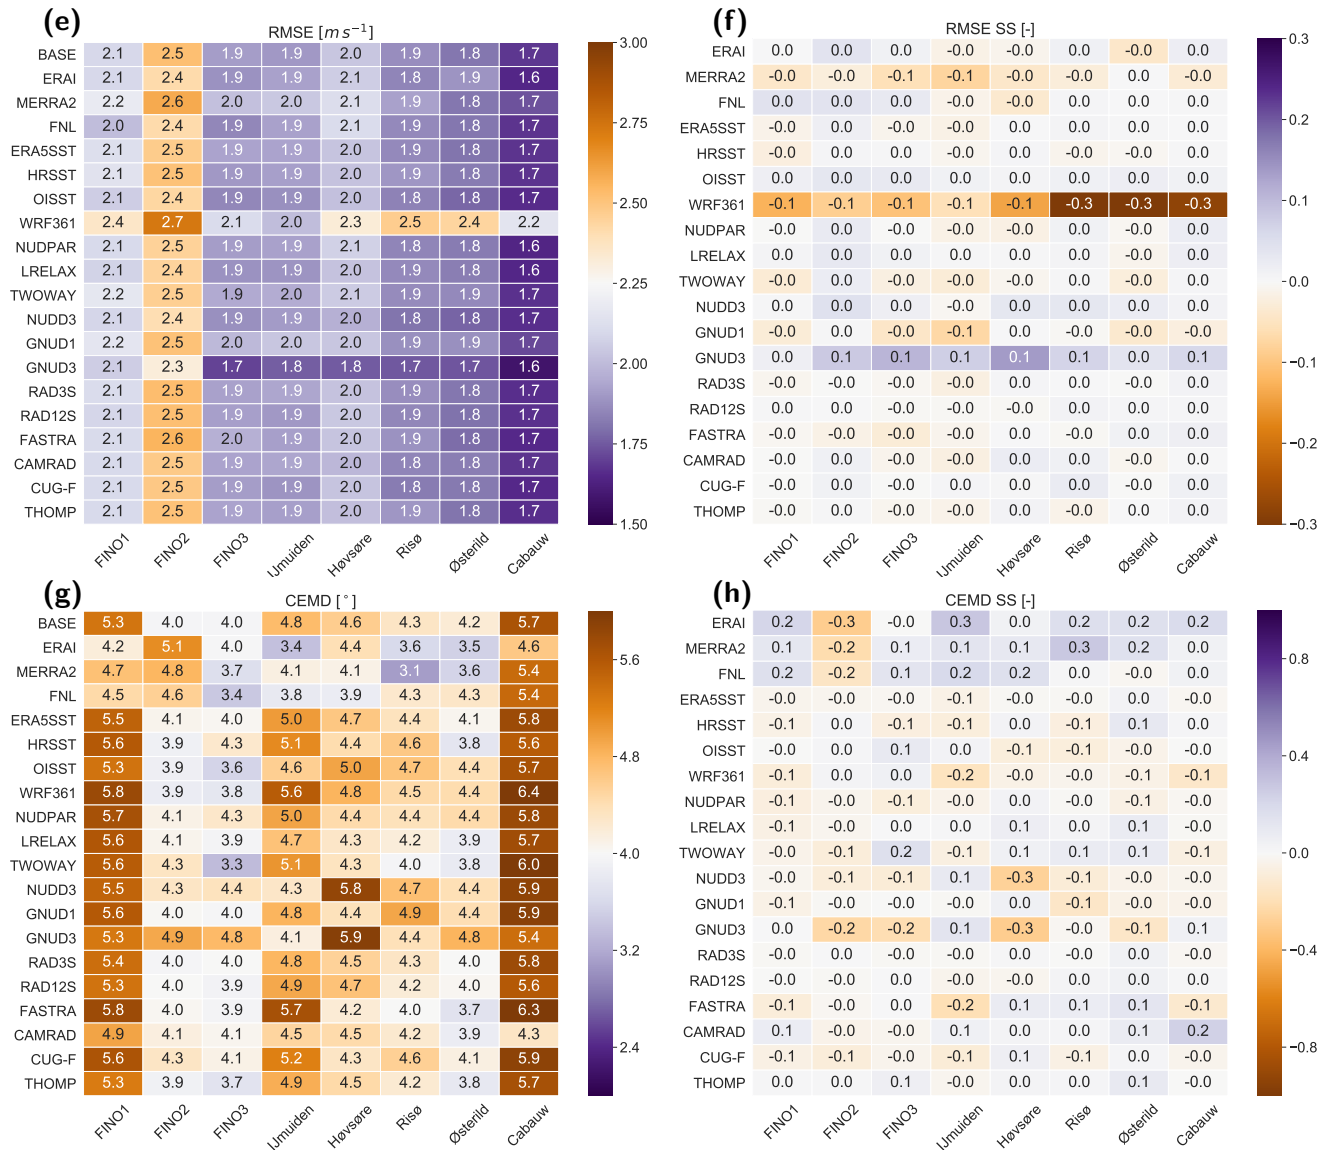 (e)
RMSE [m s⁻¹]
BASE 2.1 2.5 1.9 1.9 2.0 1.9 1.8 1.7
ERAI 2.1 2.4 1.9 1.9 2.1 1.8 1.9 1.6
MERRA2 2.2 2.6 2.0 2.0 2.1 1.9 1.8 1.7
FNL 2.0 2.4 1.9 1.9 2.1 1.9 1.8 1.7
ERA5SST 2.1 2.5 1.9 1.9 2.0 1.9 1.8 1.7
HRSST 2.1 2.5 1.9 1.9 2.0 1.9 1.8 1.7
OISST 2.1 2.4 1.9 1.9 2.0 1.9 1.8 1.7
WRF361 2.4 2.7 2.1 2.0 2.3 2.5 2.4 2.2
NUDPAR 2.1 2.5 1.9 1.9 2.1 1.8 1.8 1.6
LRELAX 2.1 2.4 1.9 1.9 2.0 1.9 1.8 1.6
TWOWAY 2.2 2.5 1.9 2.0 2.1 1.9 1.9 1.7
NUDD3 2.1 2.4 1.9 1.9 2.0 1.8 1.8 1.7
GNUD1 2.2 2.5 2.0 2.0 2.0 1.9 1.9 1.7
GNUD3 2.1 2.3 1.7 1.8 1.8 1.7 1.7 1.6
RAD3S 2.1 2.5 1.9 1.9 2.0 1.9 1.8 1.7
RAD12S 2.1 2.5 1.9 1.9 2.0 1.9 1.8 1.7
FASTRA 2.1 2.6 2.0 1.9 2.0 1.9 1.8 1.7
CAMRAD 2.1 2.5 1.9 1.9 2.0 1.8 1.8 1.7
CUG-F 2.1 2.5 1.9 1.9 2.0 1.8 1.8 1.7
THOMP 2.1 2.5 1.9 1.9 2.0 1.9 1.8 1.7
FINO1 FINO2 FINO3 IJmuiden Høvsøre Risø Østerild Cabauw
3.00
2.75
2.50
2.25
2.00
1.75
1.50
(f)
RMSE SS [-]
ERAI 0.0 0.0 0.0 -0.0 -0.0 0.0 -0.0 0.0
MERRA2 -0.0 -0.0 -0.1 -0.1 -0.0 -0.0 0.0 -0.0
FNL 0.0 0.0 0.0 -0.0 -0.0 0.0 0.0 0.0
ERA5SST -0.0 0.0 -0.0 -0.0 0.0 0.0 0.0 0.0
HRSST -0.0 0.0 0.0 -0.0 0.0 -0.0 -0.0 0.0
OISST 0.0 0.0 0.0 0.0 0.0 0.0 0.0 0.0
WRF361 -0.1 -0.1 -0.1 -0.1 -0.1 -0.3 -0.3 -0.3
NUDPAR -0.0 0.0 0.0 -0.0 -0.0 0.0 -0.0 0.0
LRELAX 0.0 0.0 0.0 0.0 0.0 0.0 -0.0 0.0
TWOWAY -0.0 0.0 -0.0 -0.0 -0.0 0.0 -0.0 0.0
NUDD3 0.0 0.0 0.0 -0.0 0.0 0.0 0.0 0.0
GNUD1 -0.0 0.0 -0.0 -0.1 0.0 -0.0 -0.0 -0.0
GNUD3 0.0 0.1 0.1 0.1 0.1 0.1 0.0 0.1
RAD3S -0.0 -0.0 -0.0 -0.0 0.0 0.0 -0.0 0.0
RAD12S 0.0 0.0 -0.0 -0.0 -0.0 0.0 0.0 0.0
FASTRA -0.0 -0.0 -0.0 0.0 0.0 -0.0 0.0 0.0
CAMRAD -0.0 0.0 -0.0 -0.0 0.0 0.0 -0.0 0.0
CUG-F -0.0 0.0 -0.0 -0.0 0.0 0.0 -0.0 0.0
THOMP -0.0 0.0 0.0 -0.0 0.0 -0.0 0.0 0.0
FINO1 FINO2 FINO3 IJmuiden Høvsøre Risø Østerild Cabauw
0.3
0.2
0.1
0.0
−0.1
−0.2
−0.3
(g)
CEMD [°]
BASE 5.3 4.0 4.0 4.8 4.6 4.3 4.2 5.7
ERAI 4.2 5.1 4.0 3.4 4.4 3.6 3.5 4.6
MERRA2 4.7 4.8 3.7 4.1 4.1 3.1 3.6 5.4
FNL 4.5 4.6 3.4 3.8 3.9 4.3 4.3 5.4
ERA5SST 5.5 4.1 4.0 5.0 4.7 4.4 4.1 5.8
HRSST 5.6 3.9 4.3 5.1 4.4 4.6 3.8 5.6
OISST 5.3 3.9 3.6 4.6 5.0 4.7 4.4 5.7
WRF361 5.8 3.9 3.8 5.6 4.8 4.5 4.4 6.4
NUDPAR 5.7 4.1 4.3 5.0 4.4 4.4 4.4 5.8
LRELAX 5.6 4.1 3.9 4.7 4.3 4.2 3.9 5.7
TWOWAY 5.6 4.3 3.3 5.1 4.3 4.0 3.8 6.0
NUDD3 5.5 4.3 4.4 4.3 5.8 4.7 4.4 5.9
GNUD1 5.6 4.0 4.0 4.8 4.4 4.9 4.4 5.9
GNUD3 5.3 4.9 4.8 4.1 5.9 4.4 4.8 5.4
RAD3S 5.4 4.0 4.0 4.8 4.5 4.3 4.0 5.8
RAD12S 5.3 4.0 3.9 4.9 4.7 4.2 4.0 5.6
FASTRA 5.8 4.0 3.9 5.7 4.2 4.0 3.7 6.3
CAMRAD 4.9 4.1 4.1 4.5 4.5 4.2 3.9 4.3
CUG-F 5.6 4.3 4.1 5.2 4.3 4.6 4.1 5.9
THOMP 5.3 3.9 3.7 4.9 4.5 4.2 3.8 5.7
FINO1 FINO2 FINO3 IJmuiden Høvsøre Risø Østerild Cabauw
5.6
4.8
4.0
3.2
2.4
(h)
CEMD SS [-]
ERAI 0.2 -0.3 -0.0 0.3 0.0 0.2 0.2 0.2
MERRA2 0.1 -0.2 0.1 0.1 0.1 0.3 0.2 0.0
FNL 0.2 -0.2 0.1 0.2 0.2 0.0 -0.0 0.0
ERA5SST -0.0 -0.0 -0.0 -0.1 -0.0 -0.0 0.0 -0.0
HRSST -0.1 0.0 -0.1 -0.1 0.0 -0.1 0.1 0.0
OISST -0.0 0.0 0.1 0.0 -0.1 -0.1 -0.0 -0.0
WRF361 -0.1 0.0 0.0 -0.2 -0.0 -0.0 -0.1 -0.1
NUDPAR -0.1 -0.0 -0.1 -0.0 0.0 -0.0 -0.1 -0.0
LRELAX -0.1 -0.0 0.0 0.0 0.1 0.0 0.1 -0.0
TWOWAY -0.0 -0.1 0.2 -0.1 0.1 0.1 0.1 -0.1
NUDD3 -0.0 -0.1 -0.1 0.1 -0.3 -0.1 -0.0 -0.0
GNUD1 -0.1 0.0 -0.0 -0.0 0.0 -0.1 -0.0 -0.0
GNUD3 0.0 -0.2 -0.2 0.1 -0.3 -0.0 -0.1 0.1
RAD3S -0.0 0.0 -0.0 0.0 0.0 0.0 0.0 -0.0
RAD12S 0.0 0.0 0.0 -0.0 -0.0 0.0 0.0 0.0
FASTRA -0.1 -0.0 0.0 -0.2 0.1 0.1 0.1 -0.1
CAMRAD 0.1 -0.0 -0.0 0.1 0.0 0.0 0.1 0.2
CUG-F -0.1 -0.1 -0.0 -0.1 0.1 -0.1 0.0 -0.0
THOMP 0.0 0.0 0.1 -0.0 0.0 0.0 0.1 -0.0
FINO1 FINO2 FINO3 IJmuiden Høvsøre Risø Østerild Cabauw
0.8
0.4
0.0
−0.4
−0.8